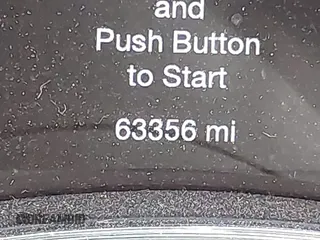 and
Push Button
to Start
63356 mi